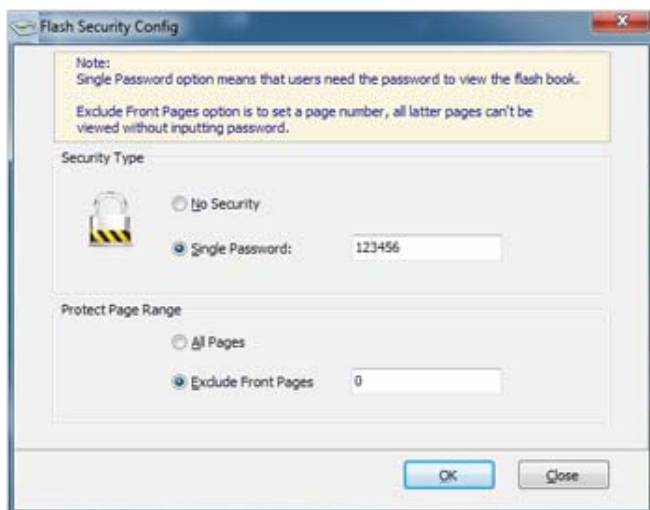 Flash Security Config
Note:
Single Password option means that users need the password to view the flash book.
Exclude Front Pages option is to set a page number, all latter pages can't be
viewed without inputting password.
Security Type
No Security
Single Password: 123456
Protect Page Range
All Pages
Exclude Front Pages 0
OK Close